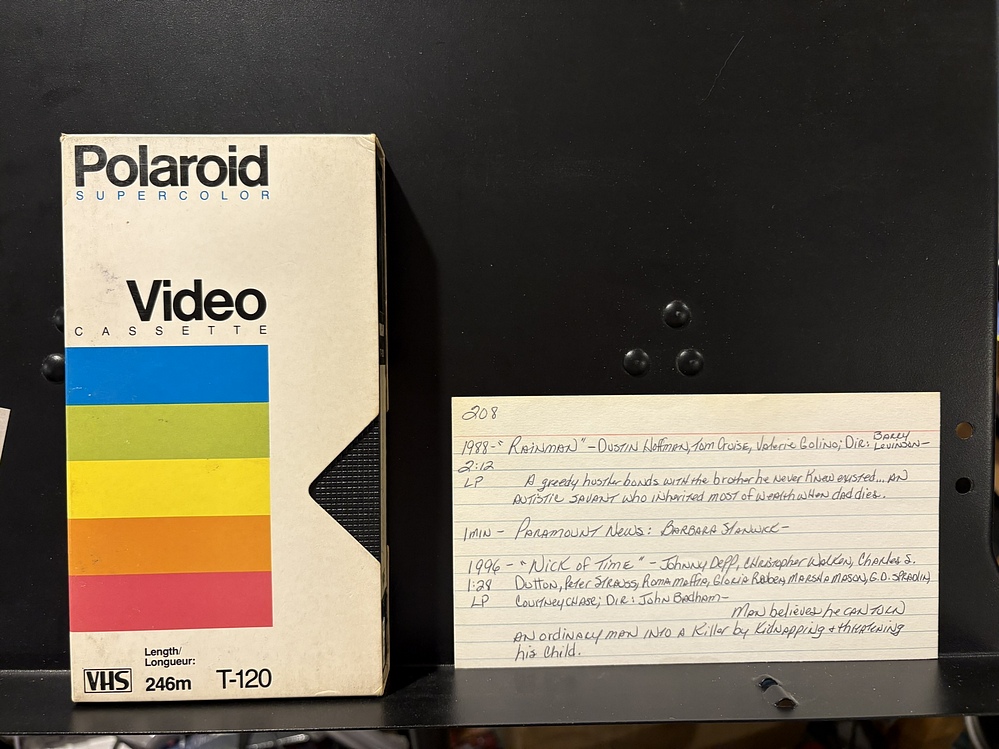 Polaroid
SUPERCOLOR
Video
CASSETTE
Length/
Longueur:
VHS 246m T-120
208
1988-"RAINMAN"-DUSTIN HOFFMAN, TOM CRUISE, Valerie Golino; DIR: BARRY LEVINSON-
2:12
LP A greedy hustler bonds with the brother he never knew existed... AN
AUTISTIC SAVANT who inherited most of wealth when dad dies.
1 MIN - PARAMOUNT NEWS: BARBARA STANWICK-
1996-"NICK OF TIME"-JOHNNY DEPP, CHRISTOPHER WALKEN, CHARLES S.
1:28 DUTTON, PETER STRAUSS, ROMA MAFFIA, GLORIA REUBEN, MARSHA MASON, G.D. SPRADLIN
LP COURTNEY CHASE; DIR: JOHN BADHAM-
MAN believes he CAN TURN
AN ordinary man INTO A Killer by Kidnapping + threatening
his child.